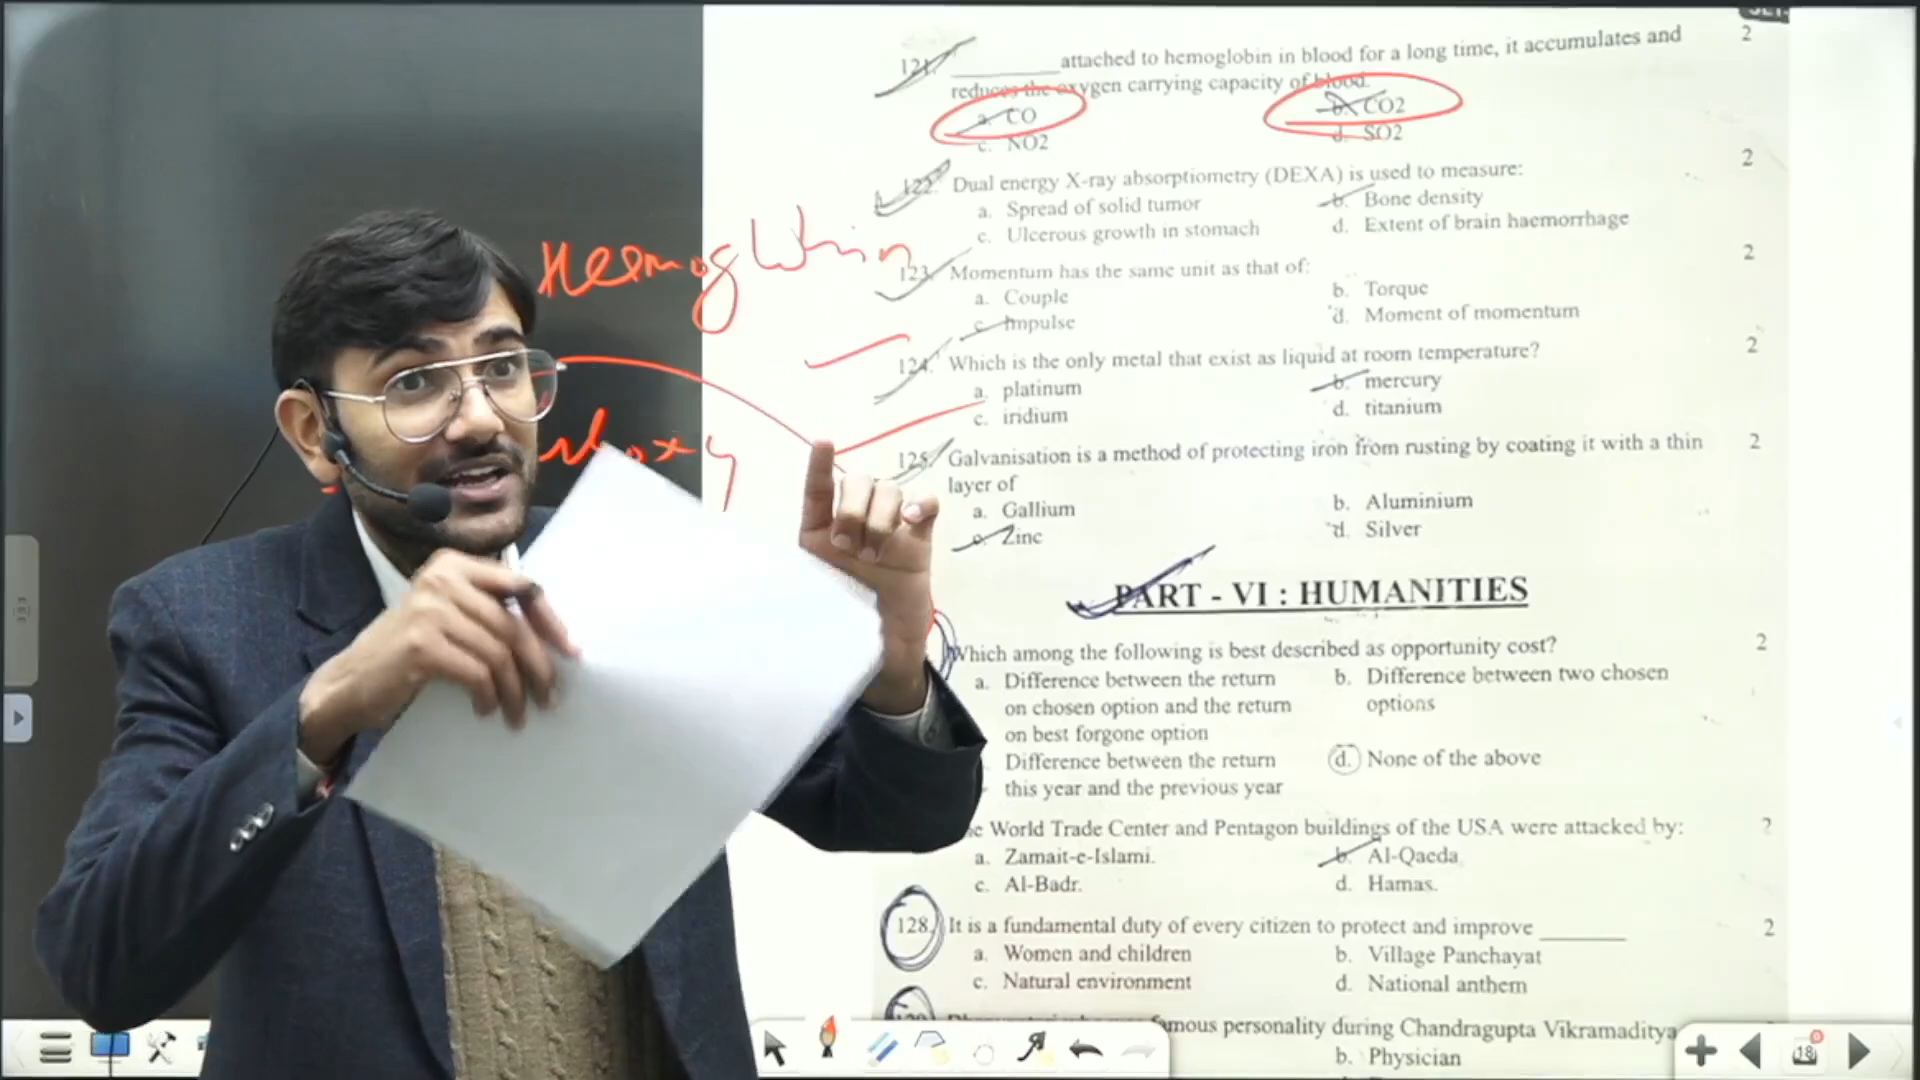 121. ________ attached to hemoglobin in blood for a long time, it accumulates and 2
reduces the oxygen carrying capacity of blood.
a. CO b. CO2
c. NO2 d. SO2
122. Dual energy X-ray absorptiometry (DEXA) is used to measure: 2
a. Spread of solid tumor b. Bone density
c. Ulcerous growth in stomach d. Extent of brain haemorrhage
123. Momentum has the same unit as that of: 2
a. Couple b. Torque
c. Impulse d. Moment of momentum
124. Which is the only metal that exist as liquid at room temperature? 2
a. platinum b. mercury
c. iridium d. titanium
125. Galvanisation is a method of protecting iron from rusting by coating it with a thin 2
layer of
a. Gallium b. Aluminium
c. Zinc d. Silver
PART - VI : HUMANITIES
Which among the following is best described as opportunity cost? 2
a. Difference between the return b. Difference between two chosen
on chosen option and the return options
on best forgone option
Difference between the return d. None of the above
this year and the previous year
World Trade Center and Pentagon buildings of the USA were attacked by: 2
a. Zamait-e-Islami. b. Al-Qaeda
c. Al-Badr. d. Hamas.
128. It is a fundamental duty of every citizen to protect and improve ________ 2
a. Women and children b. Village Panchayat
c. Natural environment d. National anthem
personality during Chandragupta Vikramaditya
b. Physician
18